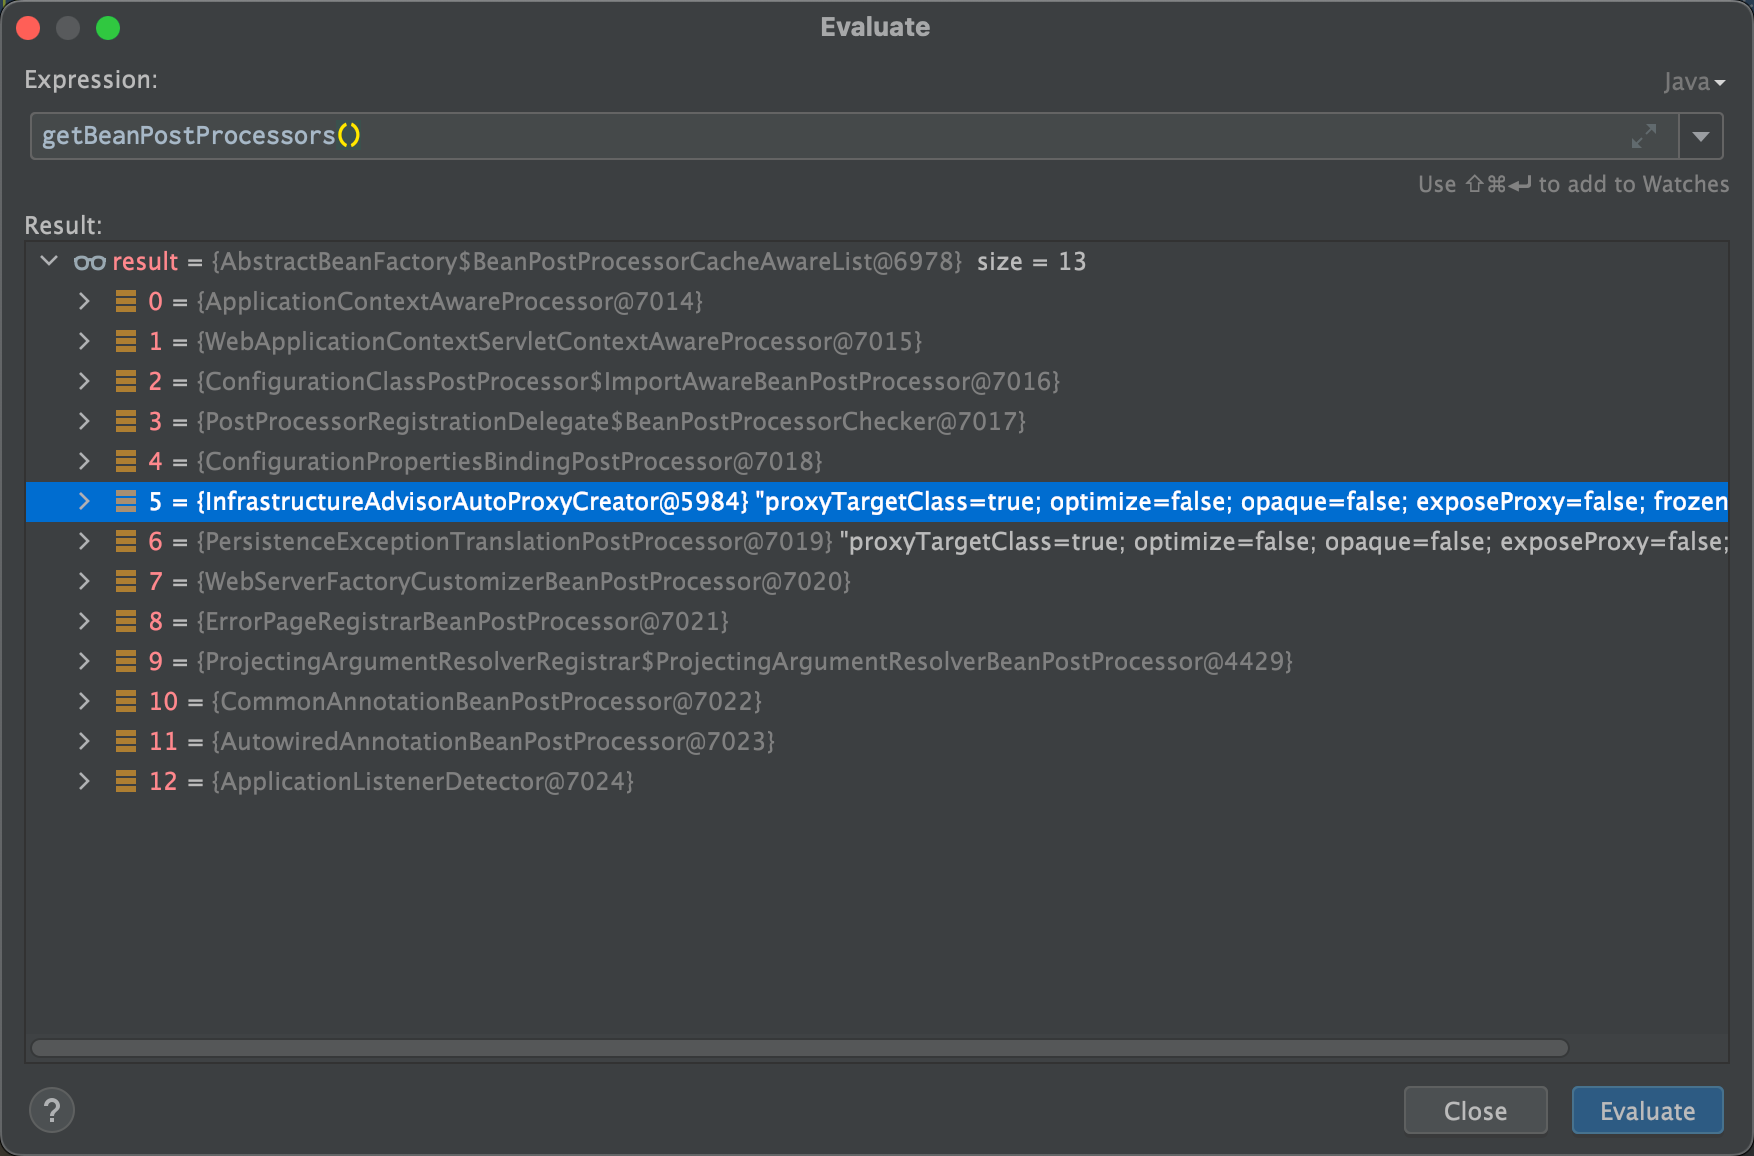 Evaluate
Expression:
Java
getBeanPostProcessors()
Use ⇧⌘↵ to add to Watches
Result:
result = {AbstractBeanFactory$BeanPostProcessorCacheAwareList@6978} size = 13
0 = {ApplicationContextAwareProcessor@7014}
1 = {WebApplicationContextServletContextAwareProcessor@7015}
2 = {ConfigurationClassPostProcessor$ImportAwareBeanPostProcessor@7016}
3 = {PostProcessorRegistrationDelegate$BeanPostProcessorChecker@7017}
4 = {ConfigurationPropertiesBindingPostProcessor@7018}
5 = {InfrastructureAdvisorAutoProxyCreator@5984} "proxyTargetClass=true; optimize=false; opaque=false; exposeProxy=false; frozen
6 = {PersistenceExceptionTranslationPostProcessor@7019} "proxyTargetClass=true; optimize=false; opaque=false; exposeProxy=false;
7 = {WebServerFactoryCustomizerBeanPostProcessor@7020}
8 = {ErrorPageRegistrarBeanPostProcessor@7021}
9 = {ProjectingArgumentResolverRegistrar$ProjectingArgumentResolverBeanPostProcessor@4429}
10 = {CommonAnnotationBeanPostProcessor@7022}
11 = {AutowiredAnnotationBeanPostProcessor@7023}
12 = {ApplicationListenerDetector@7024}
?
Close
Evaluate